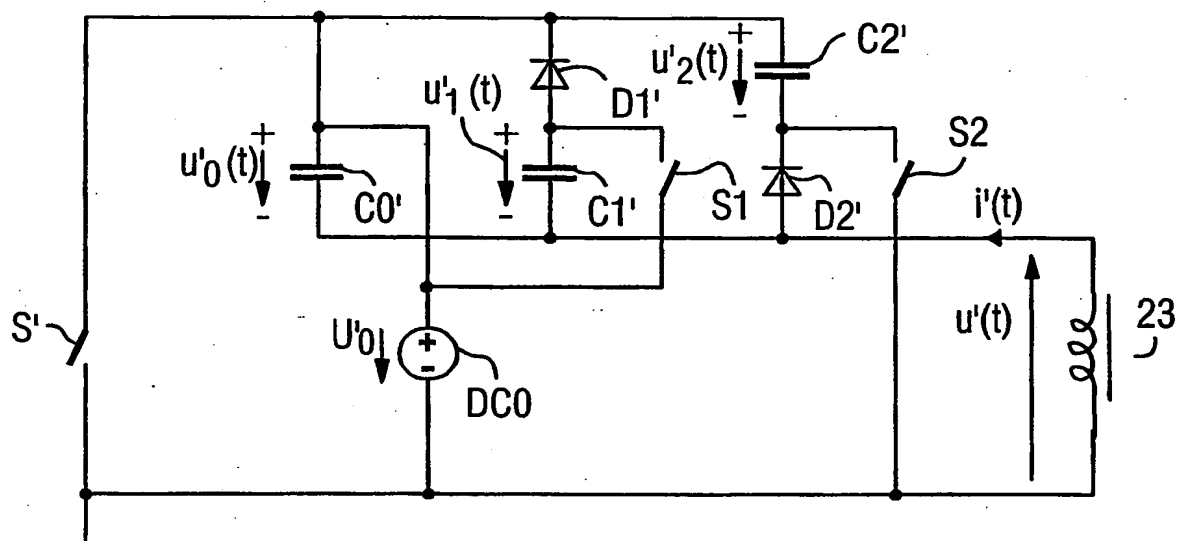 C2'
u'2(t)
+
-
D1'
u'1(t)
+
-
S2
u'0(t)
+
-
C0'
C1'
S1
D2'
i'(t)
S'
U'0
+
-
DC0
u'(t)
23